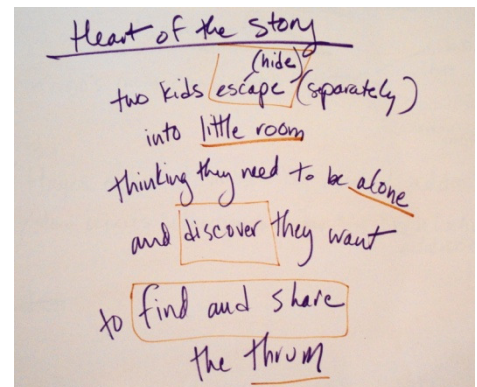 Heart of the Story
(hide)
two kids escape (separately)
into little room
thinking they need to be alone
and discover they want
to find and share
the thrum